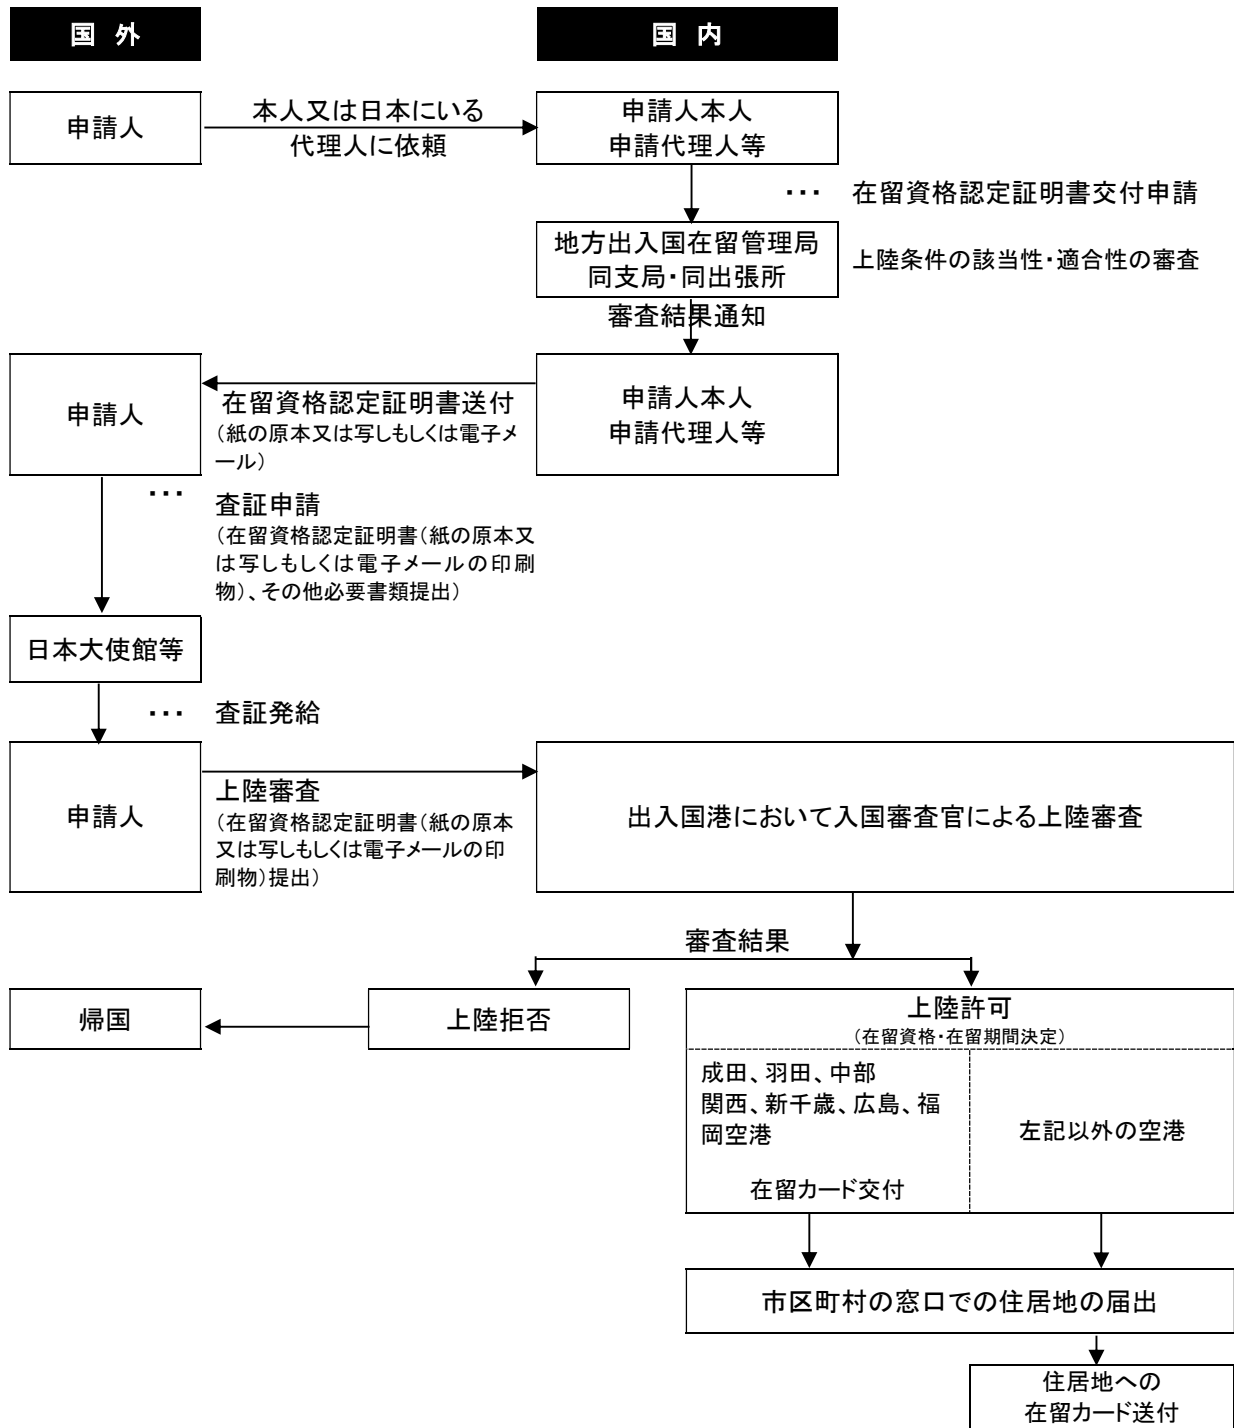 国 外
国 内
申請人
本人又は日本にいる
代理人に依頼
申請人本人
申請代理人等
･･･ 在留資格認定証明書交付申請
地方出入国在留管理局
同支局・同出張所
上陸条件の該当性・適合性の審査
審査結果通知
申請人
在留資格認定証明書送付
（紙の原本又は写しもしくは電子メ
ール）
申請人本人
申請代理人等
･･･ 査証申請
（在留資格認定証明書（紙の原本又
は写しもしくは電子メールの印刷
物）、その他必要書類提出）
日本大使館等
･･･ 査証発給
申請人
上陸審査
（在留資格認定証明書（紙の原本
又は写しもしくは電子メールの印
刷物）提出）
出入国港において入国審査官による上陸審査
審査結果
帰国
上陸拒否
上陸許可
（在留資格・在留期間決定）
成田、羽田、中部
関西、新千歳、広島、福
岡空港
在留カード交付
左記以外の空港
市区町村の窓口での住居地の届出
住居地への
在留カード送付